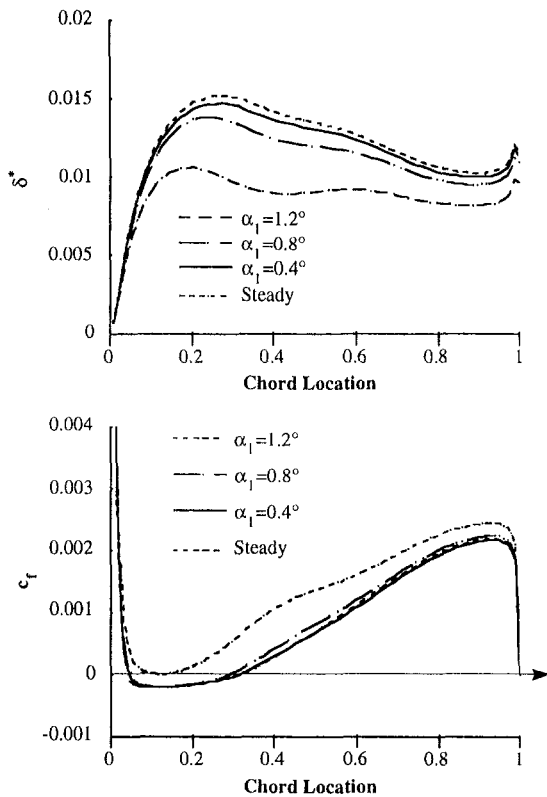 0.02
0.015
0.01
0.005
0
δ*
α₁=1.2°
α₁=0.8°
α₁=0.4°
Steady
0 0.2 0.4 0.6 0.8 1
Chord Location
0.004
0.003
0.002
0.001
0
-0.001
c_f
α₁=1.2°
α₁=0.8°
α₁=0.4°
Steady
0 0.2 0.4 0.6 0.8 1
Chord Location